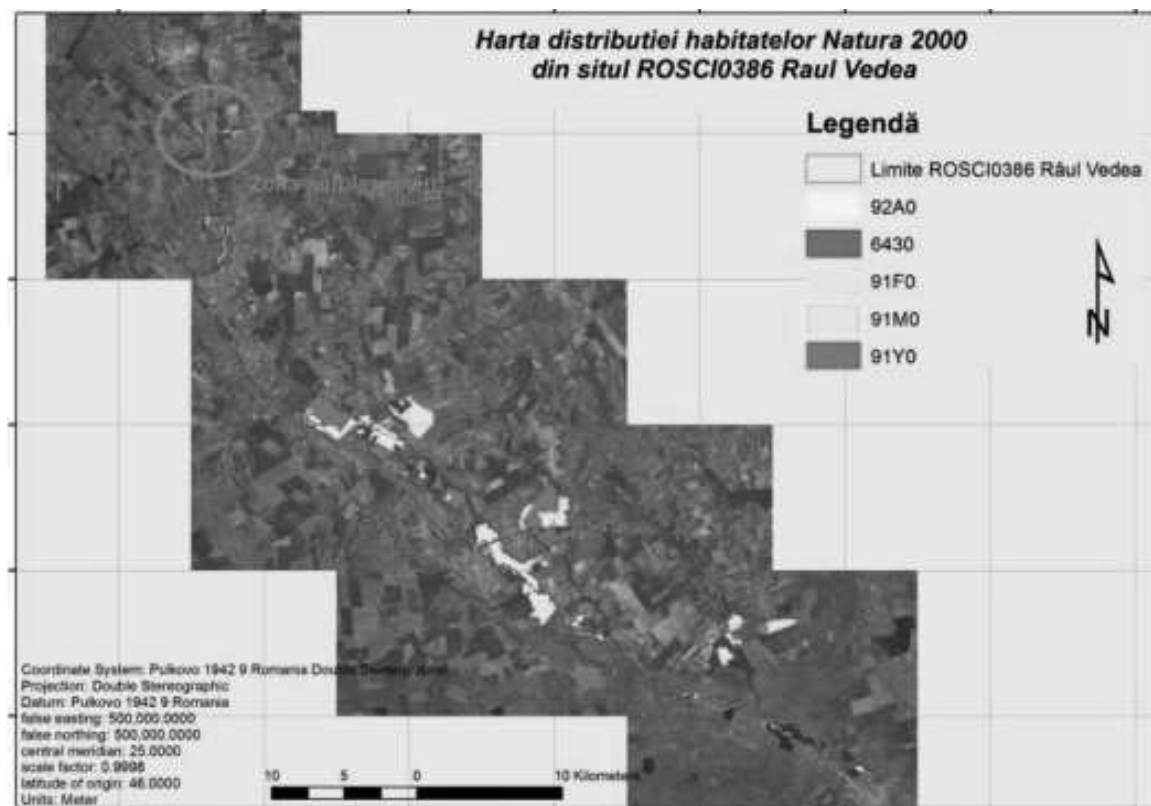 Harta distributiei habitatelor Natura 2000
din situl ROSCI0386 Raul Vedea
Legendă
Limite ROSCI0386 Râul Vedea
92A0
6430
91F0
91M0
91Y0
N
Coordinate System: Pulkovo 1942 9 Romania
Projection: Double Stereographic
Datum: Pulkovo 1942 9 Romania
false easting: 500.000.0000
false northing: 500.000.0000
central meridian: 25.0000
scale factor: 0.9998
latitude of origin: 46.0000
Units: Meter
10 5 0 10 Kilometers